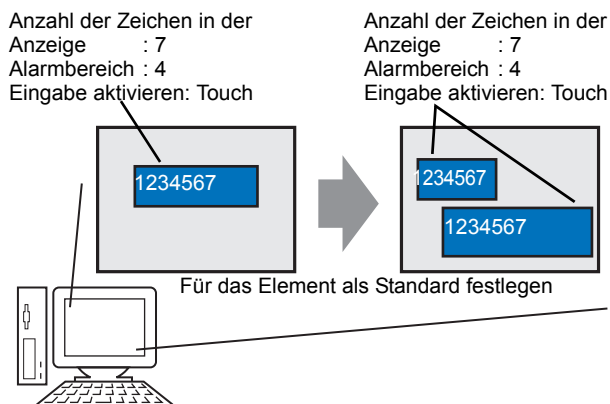 Anzahl der Zeichen in der
Anzeige : 7
Alarmbereich : 4
Eingabe aktivieren: Touch
Anzahl der Zeichen in der
Anzeige : 7
Alarmbereich : 4
Eingabe aktivieren: Touch
1234567
1234567
1234567
Für das Element als Standard festlegen